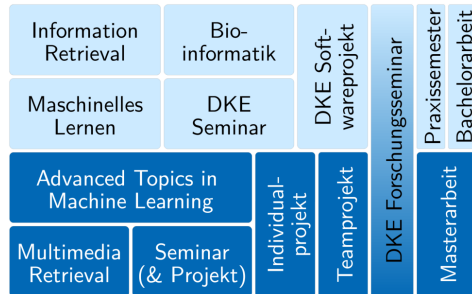 Information
Retrieval
Bio-
informatik
DKE Soft-
wareprojekt
DKE Forschungsseminar
Praxissemester
Bachelorarbeit
Maschinelles
Lernen
DKE
Seminar
Advanced Topics in
Machine Learning
Individual-
projekt
Teamprojekt
Masterarbeit
Multimedia
Retrieval
Seminar
(& Projekt)